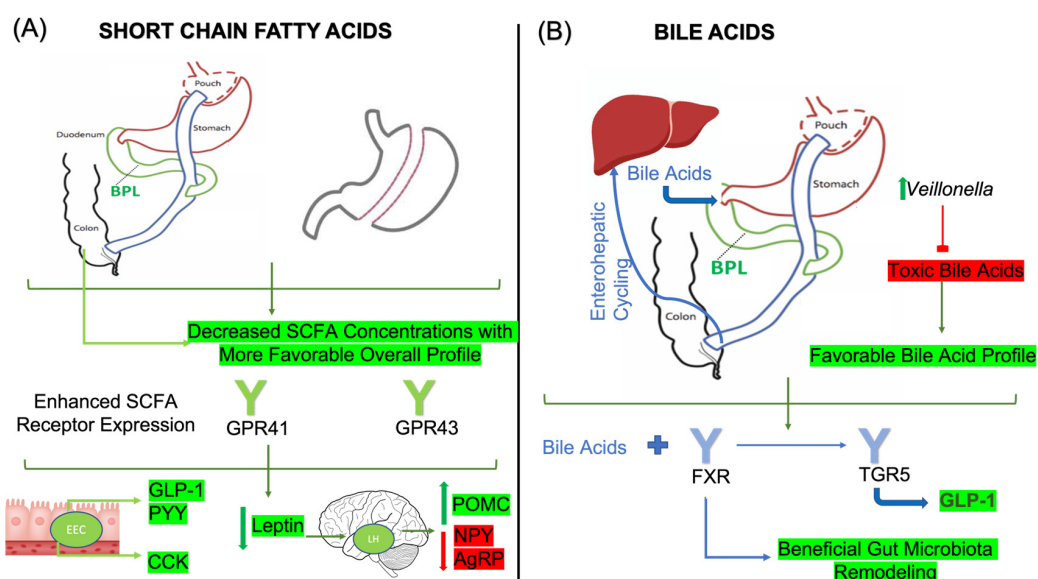 (A)
SHORT CHAIN FATTY ACIDS
Pouch
Duodenum
Stomach
BPL
Colon
Decreased SCFA Concentrations with
More Favorable Overall Profile
Enhanced SCFA
Receptor Expression
GPR41
GPR43
GLP-1
PYY
EEC
CCK
Leptin
LH
POMC
NPY
AgRP
(B)
BILE ACIDS
Pouch
Bile Acids
Stomach
Veillonella
BPL
Toxic Bile Acids
Enterohepatic
Cycling
Colon
Favorable Bile Acid Profile
Bile Acids
FXR
TGR5
GLP-1
Beneficial Gut Microbiota
Remodeling